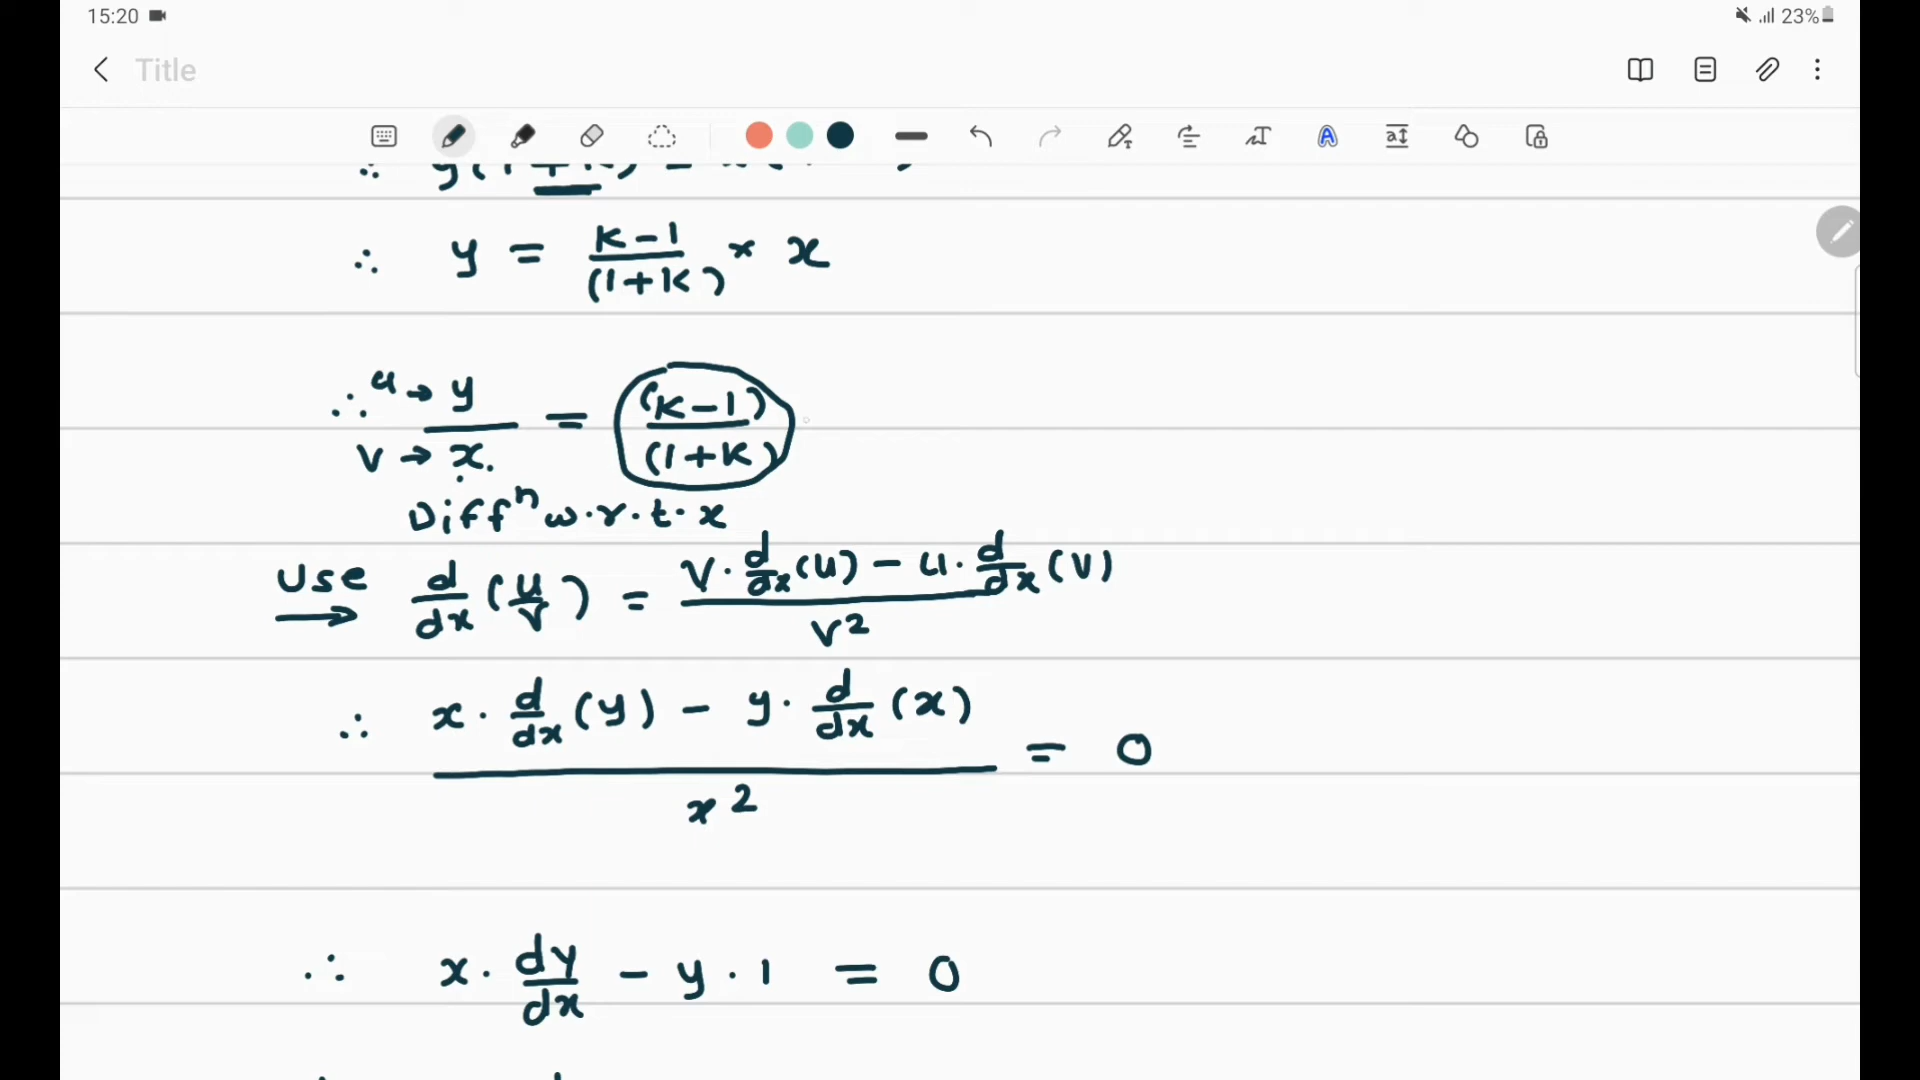 15:20
23%
Title
∴ y = K-1/(1+K) * x
∴ u → y / v → x. = (K-1)/(1+K)
Diffⁿ w.r.t. x
Use → d/dx (u/v) = (v · d/dx (u) - u · d/dx (v)) / v²
∴ (x · d/dx (y) - y · d/dx (x)) / x² = 0
∴ x · dy/dx - y · 1 = 0